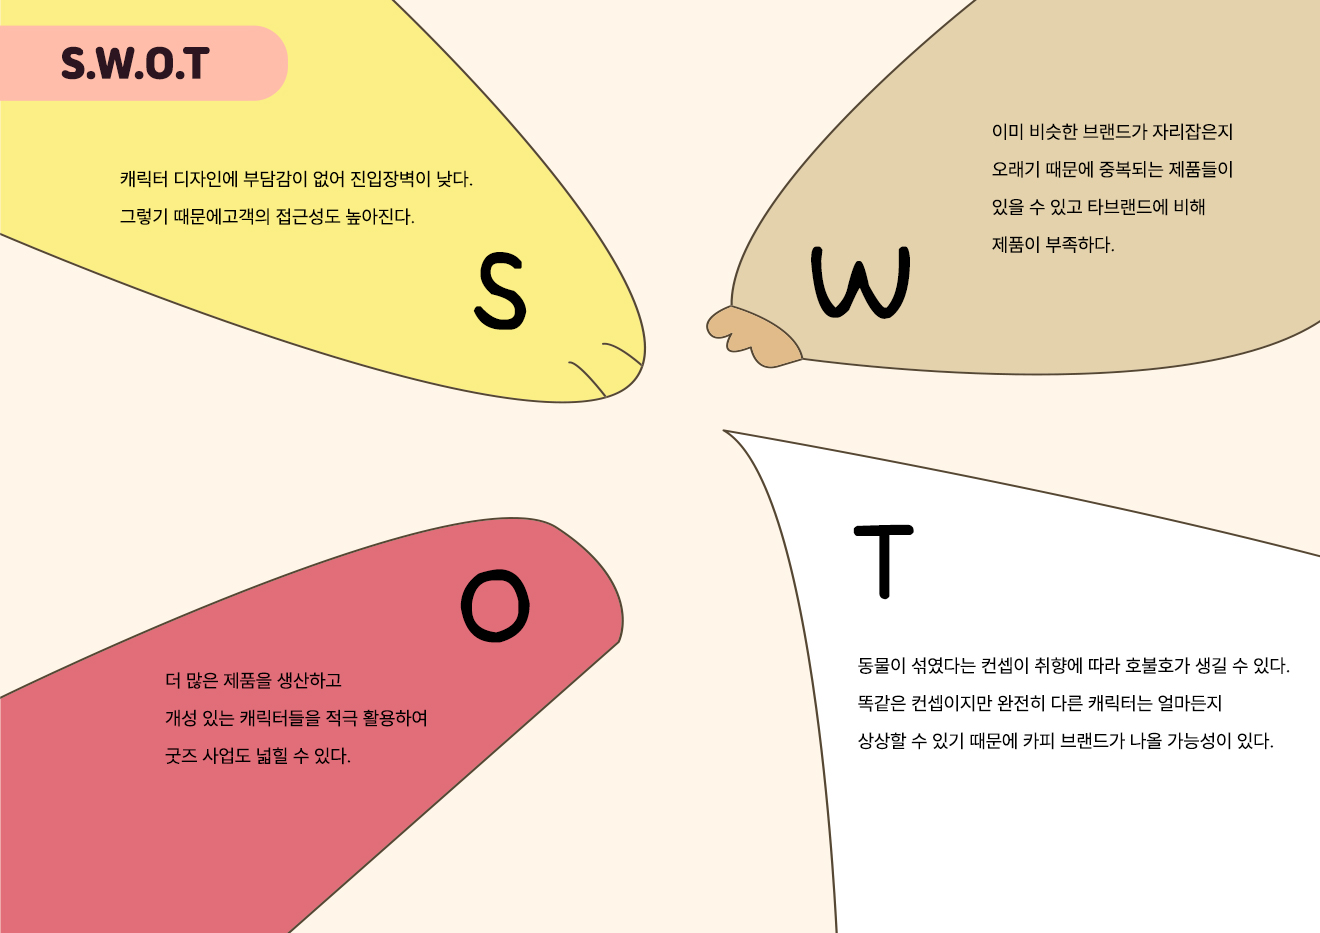 S.W.O.T
캐릭터 디자인에 부담감이 없어 진입장벽이 낮다.
그렇기 때문에고객의 접근성도 높아진다.
S
이미 비슷한 브랜드가 자리잡은지
오래기 때문에 중복되는 제품들이
있을 수 있고 타브랜드에 비해
제품이 부족하다.
W
O
더 많은 제품을 생산하고
개성 있는 캐릭터들을 적극 활용하여
굿즈 사업도 넓힐 수 있다.
T
동물이 섞였다는 컨셉이 취향에 따라 호불호가 생길 수 있다.
똑같은 컨셉이지만 완전히 다른 캐릭터는 얼마든지
상상할 수 있기 때문에 카피 브랜드가 나올 가능성이 있다.